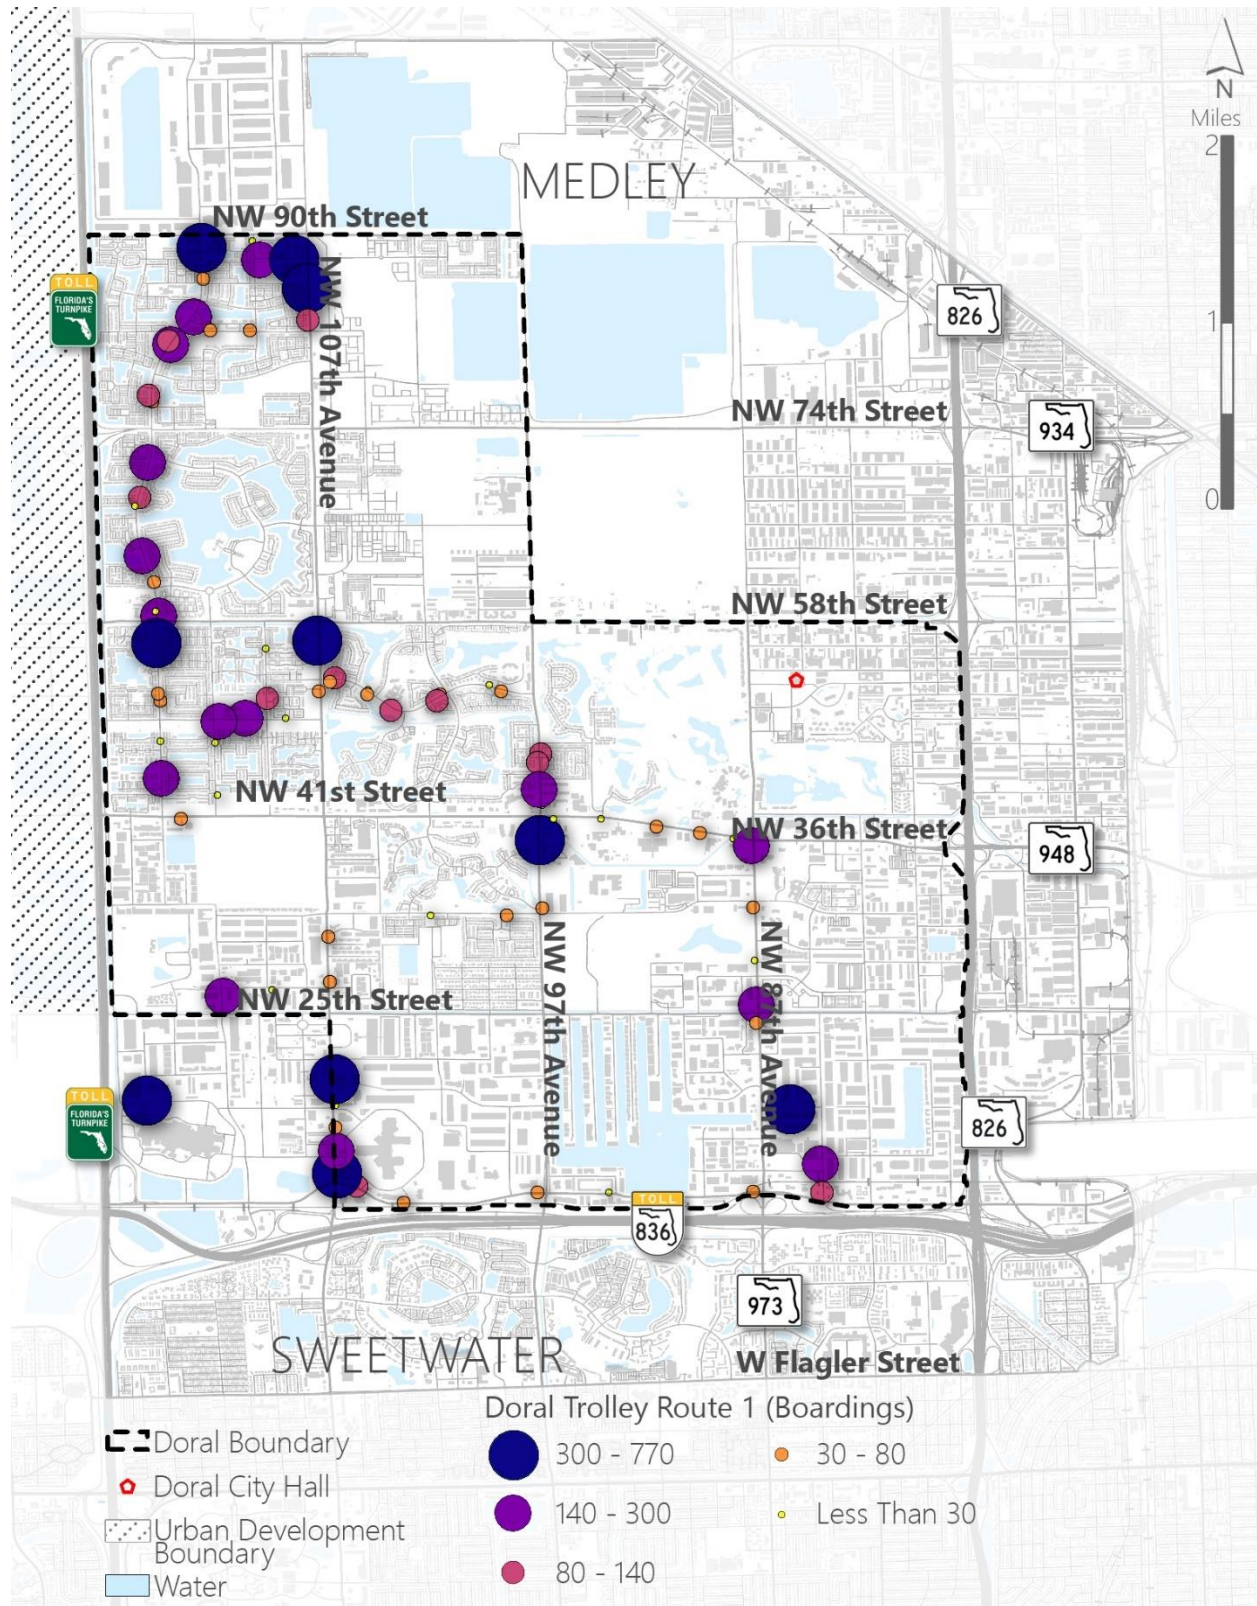 N
Miles
2
MEDLEY
NW 90th Street
TOLL
FLORIDA'S
TURNPIKE
NW 107th Avenue
826
1
NW 74th Street
934
0
NW 58th Street
NW 41st Street
NW 36th Street
948
NW 25th Street
NW 97th Avenue
NW 87th Avenue
TOLL
FLORIDA'S
TURNPIKE
826
TOLL
836
973
SWEETWATER
W Flagler Street
Doral Boundary
Doral City Hall
Urban Development
Boundary
Water
Doral Trolley Route 1 (Boardings)
300 - 770
140 - 300
80 - 140
30 - 80
Less Than 30